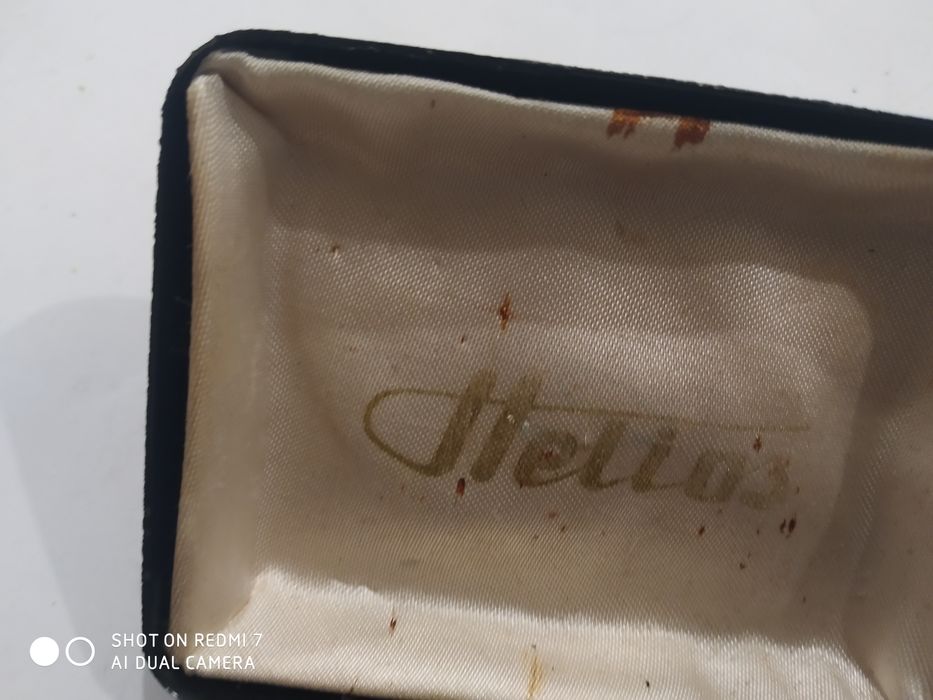 Helios
SHOT ON REDMI 7
AI DUAL CAMERA